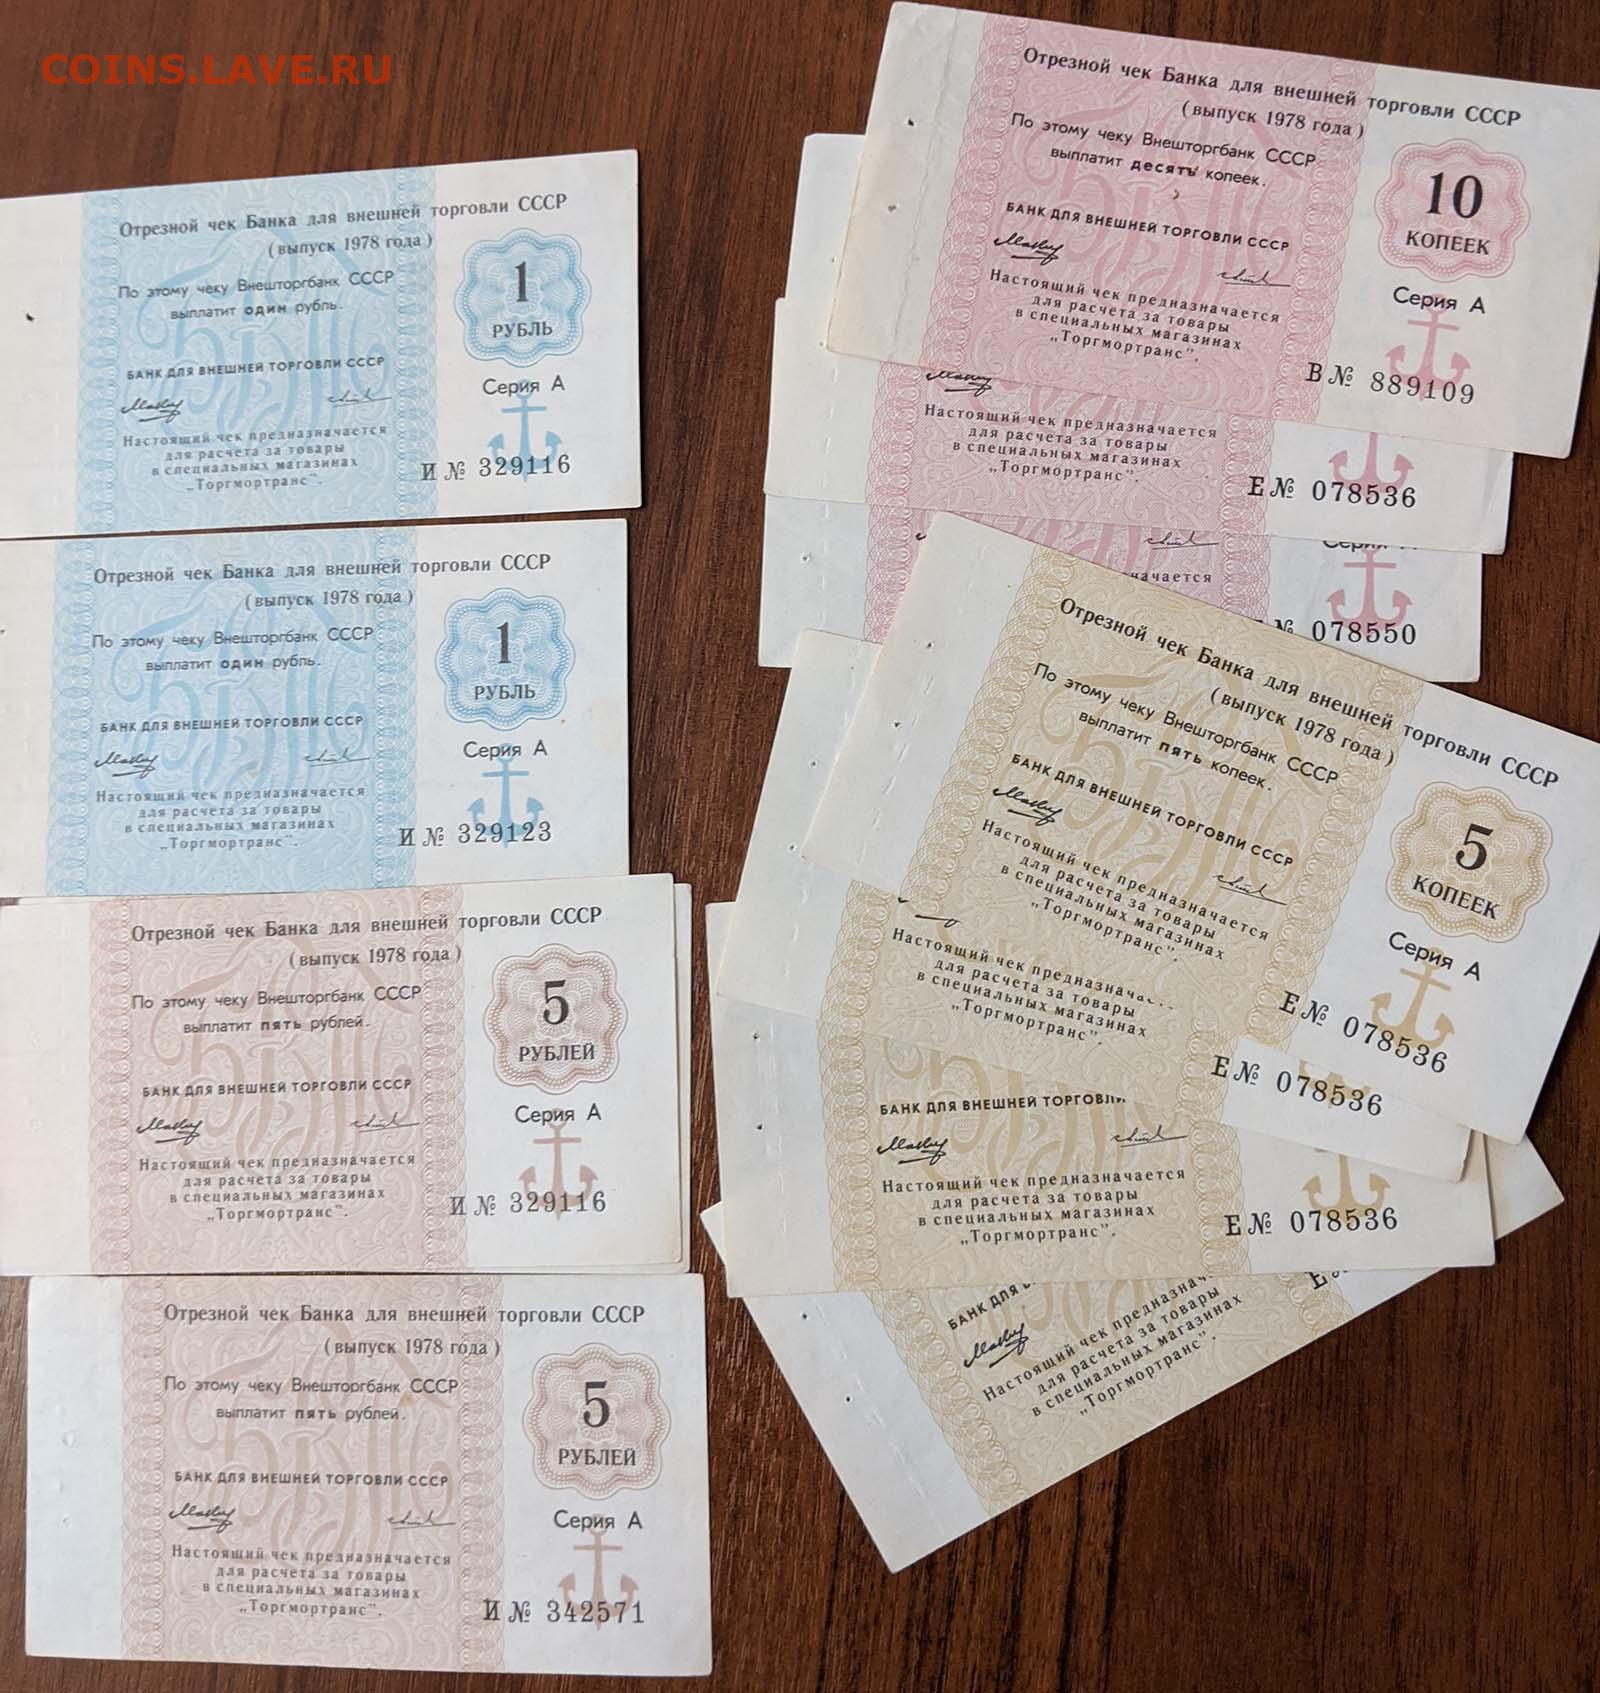 COINS.LAVE.RU
Отрезной чек Банка для внешней торговли СССР
(выпуск 1978 года)
По этому чеку Внешторгбанк СССР
выплатит один рубль.
БАНК ДЛЯ ВНЕШНЕЙ ТОРГОВЛИ СССР
Настоящий чек предназначается
для расчета за товары
в специальных магазинах
„Торгмортранс”.
1
РУБЛЬ
Серия А
И № 329116
Отрезной чек Банка для внешней торговли СССР
(выпуск 1978 года)
По этому чеку Внешторгбанк СССР
выплатит один рубль.
БАНК ДЛЯ ВНЕШНЕЙ ТОРГОВЛИ СССР
Настоящий чек предназначается
для расчета за товары
в специальных магазинах
„Торгмортранс”.
1
РУБЛЬ
Серия А
И № 329123
Отрезной чек Банка для внешней торговли СССР
(выпуск 1978 года)
По этому чеку Внешторгбанк СССР
выплатит пять рублей.
БАНК ДЛЯ ВНЕШНЕЙ ТОРГОВЛИ СССР
Настоящий чек предназначается
для расчета за товары
в специальных магазинах
„Торгмортранс”.
5
РУБЛЕЙ
Серия А
И № 329116
Отрезной чек Банка для внешней торговли СССР
(выпуск 1978 года)
По этому чеку Внешторгбанк СССР
выплатит пять рублей.
БАНК ДЛЯ ВНЕШНЕЙ ТОРГОВЛИ СССР
Настоящий чек предназначается
для расчета за товары
в специальных магазинах
„Торгмортранс”.
5
РУБЛЕЙ
Серия А
И № 342571
Отрезной чек Банка для внешней торговли СССР
(выпуск 1978 года)
По этому чеку Внешторгбанк СССР
выплатит десять копеек.
БАНК ДЛЯ ВНЕШНЕЙ ТОРГОВЛИ СССР
Настоящий чек предназначается
для расчета за товары
в специальных магазинах
„Торгмортранс”.
10
КОПЕЕК
Серия А
В № 889109
Настоящий чек предназначается
для расчета за товары
в специальных магазинах
„Торгмортранс”.
Е № 078536
Серия
№ 078550
Отрезной чек Банка для внешней торговли СССР
(выпуск 1978 года)
По этому чеку Внешторгбанк СССР
выплатит пять копеек.
БАНК ДЛЯ ВНЕШНЕЙ ТОРГОВЛИ СССР
Настоящий чек предназначается
для расчета за товары
в специальных магазинах
„Торгмортранс”.
5
КОПЕЕК
Серия А
Е № 078536
Настоящий чек
для расчета за товары
в специальных магазинах
„Торгмортранс”.
Е № 078536
БАНК ДЛЯ ВНЕШНЕЙ ТОРГОВЛИ
Настоящий чек предназначается
для расчета за товары
в специальных магазинах
„Торгмортранс”.
Е № 078536
БАНК ДЛЯ
Настоящий чек
для расчета за товары
в специальных магазинах
„Торгмортранс”.